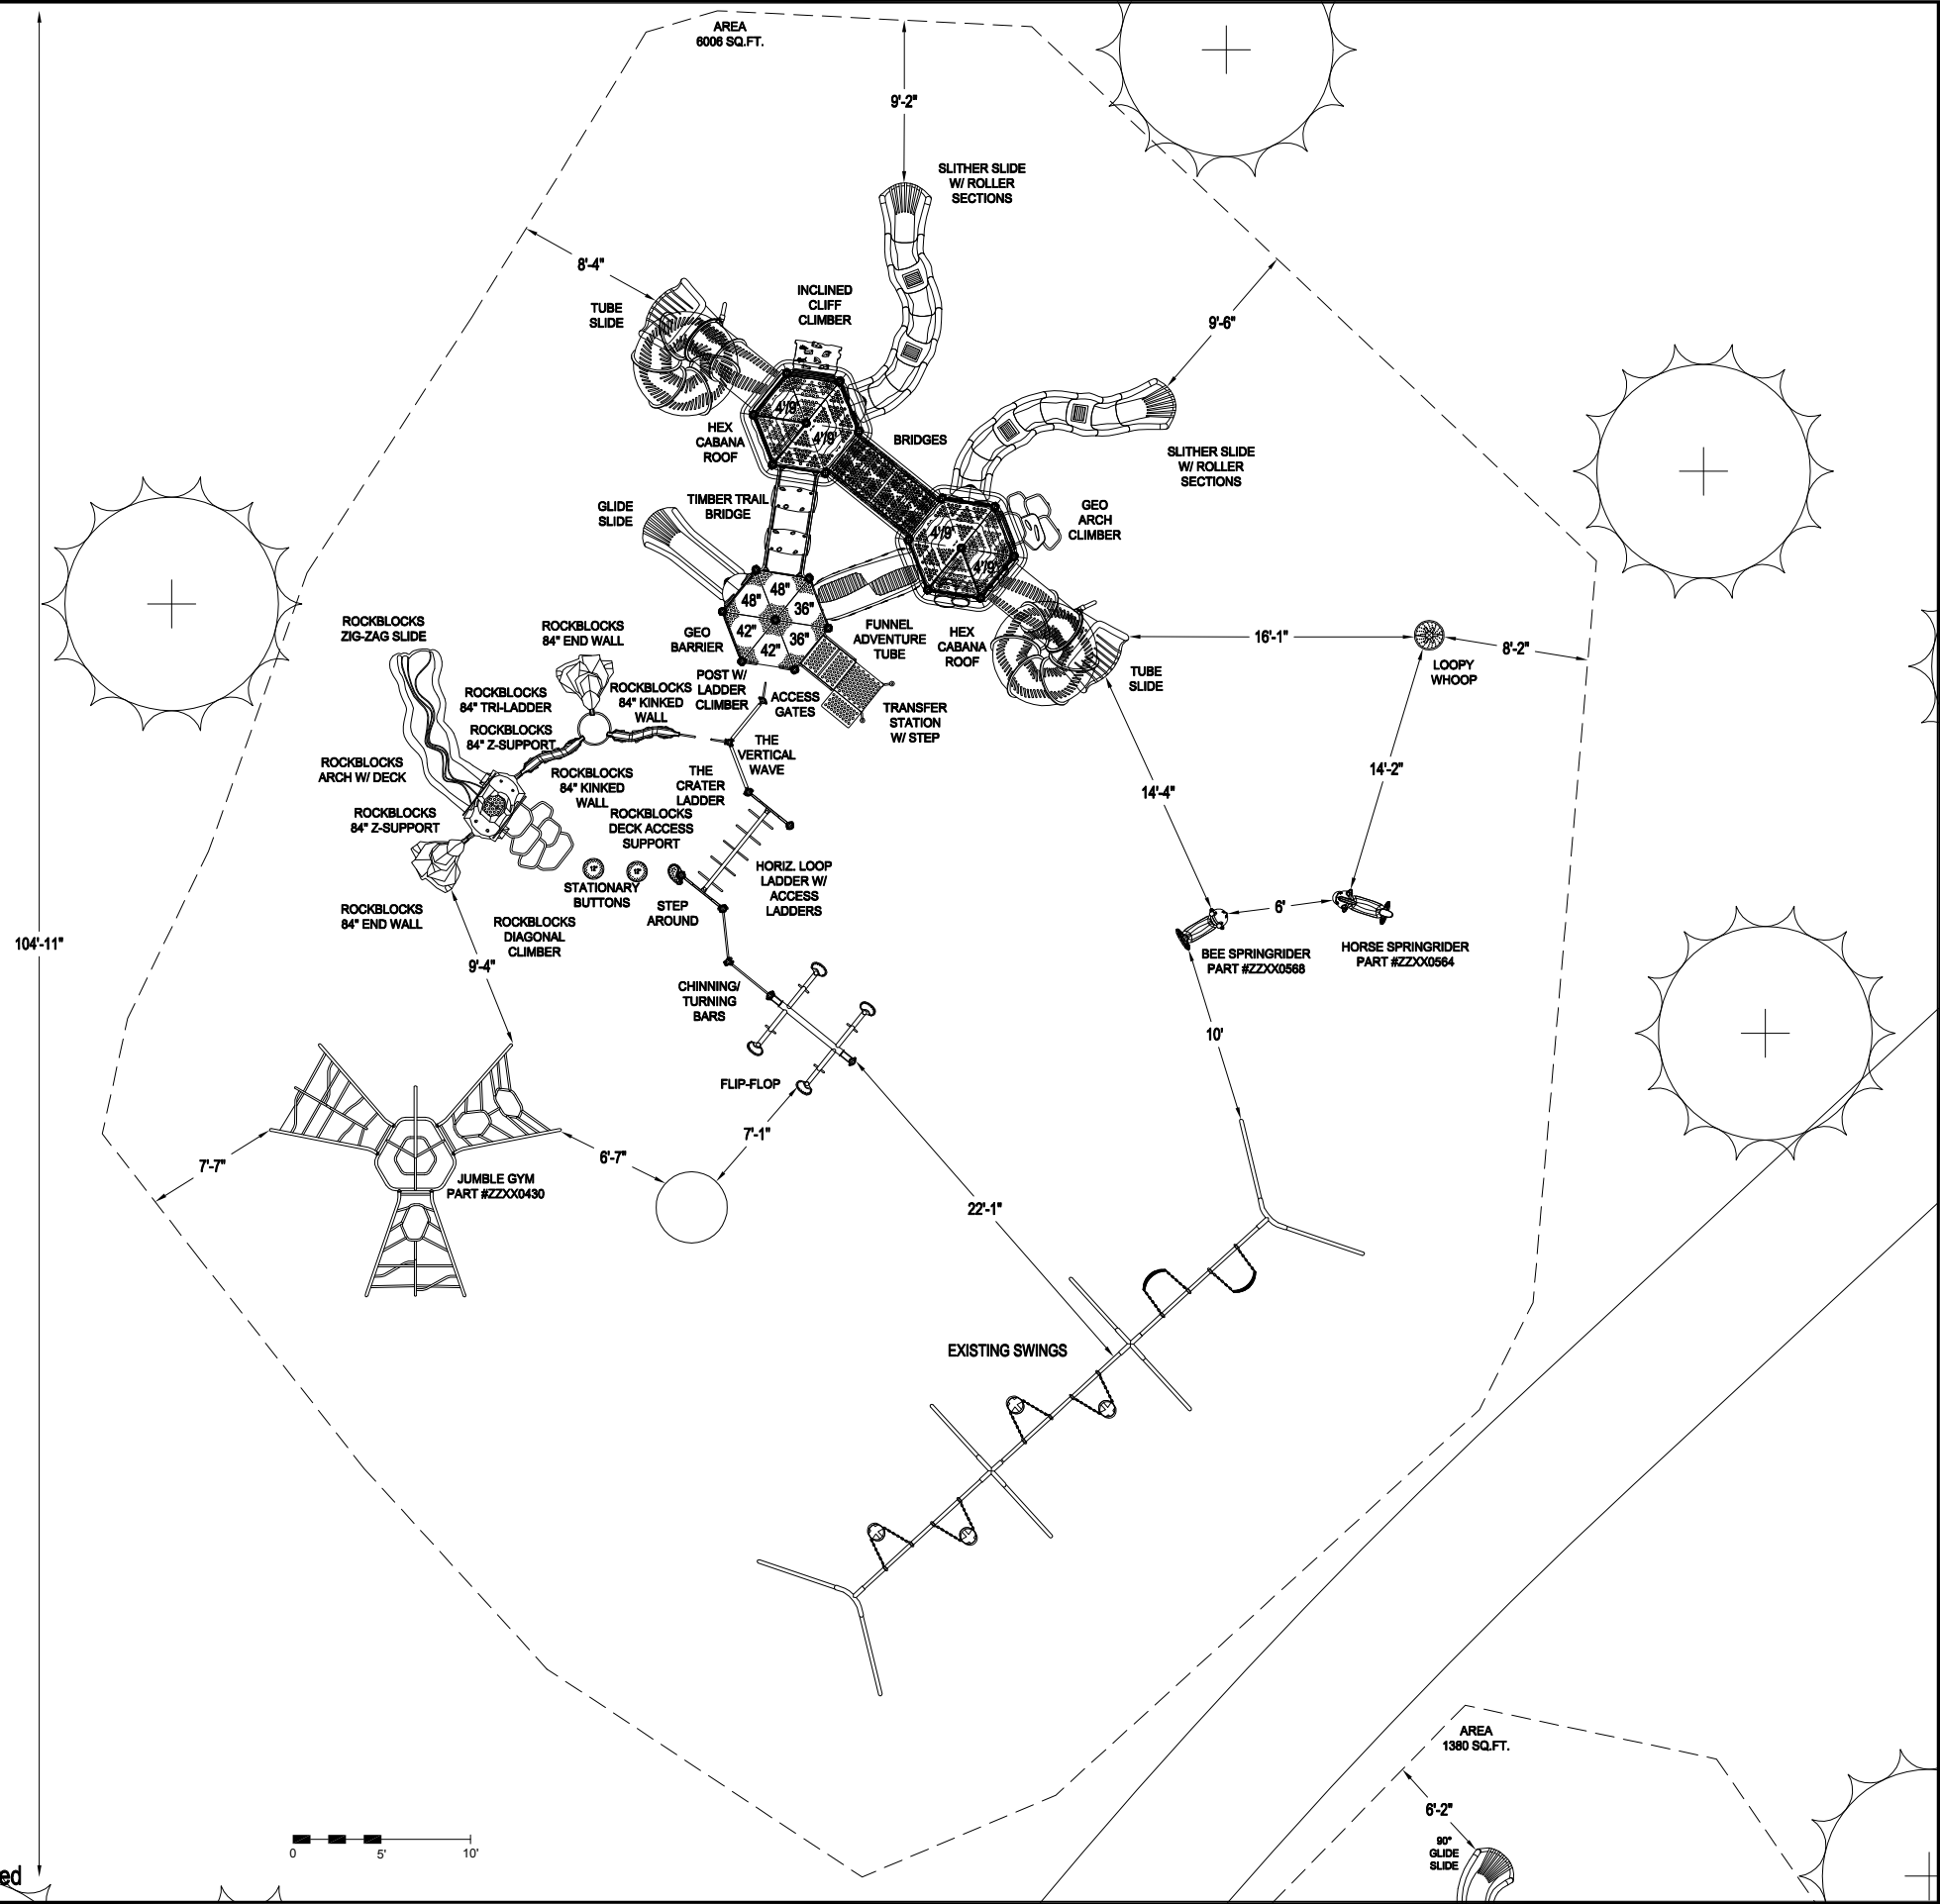 AREA
6006 SQ.FT.
9'-2"
SLITHER SLIDE
W/ ROLLER
SECTIONS
8'-4"
TUBE
SLIDE
INCLINED
CLIFF
CLIMBER
9'-6"
4'/9'
4'/9'
HEX
CABANA
ROOF
BRIDGES
SLITHER SLIDE
W/ ROLLER
SECTIONS
GLIDE
SLIDE
TIMBER TRAIL
BRIDGE
GEO
ARCH
CLIMBER
4'/9'
4'/9'
48"
48"
36"
42"
36"
42"
ROCKBLOCKS
ZIG-ZAG SLIDE
ROCKBLOCKS
84" END WALL
GEO
BARRIER
FUNNEL
ADVENTURE
TUBE
HEX
CABANA
ROOF
TUBE
SLIDE
16'-1"
8'-2"
LOOPY
WHOOP
ROCKBLOCKS
84" TRI-LADDER
ROCKBLOCKS
84" KINKED
WALL
POST W/
LADDER
CLIMBER
ACCESS
GATES
TRANSFER
STATION
W/ STEP
ROCKBLOCKS
84" Z-SUPPORT
THE
VERTICAL
WAVE
ROCKBLOCKS
ARCH W/ DECK
ROCKBLOCKS
84" KINKED
WALL
THE
CRATER
LADDER
14'-2"
14'-4"
ROCKBLOCKS
84" Z-SUPPORT
ROCKBLOCKS
DECK ACCESS
SUPPORT
12"
12"
STATIONARY
BUTTONS
HORIZ. LOOP
LADDER W/
ACCESS
LADDERS
STEP
AROUND
ROCKBLOCKS
84" END WALL
ROCKBLOCKS
DIAGONAL
CLIMBER
6'
BEE SPRINGRIDER
PART #ZZXX0568
HORSE SPRINGRIDER
PART #ZZXX0564
104'-11"
9'-4"
CHINNING/
TURNING
BARS
10'
FLIP-FLOP
7'-1"
6'-7"
7'-7"
JUMBLE GYM
PART #ZZXX0430
22'-1"
EXISTING SWINGS
AREA
1380 SQ.FT.
6'-2"
90°
GLIDE
SLIDE
0
5'
10'
ed